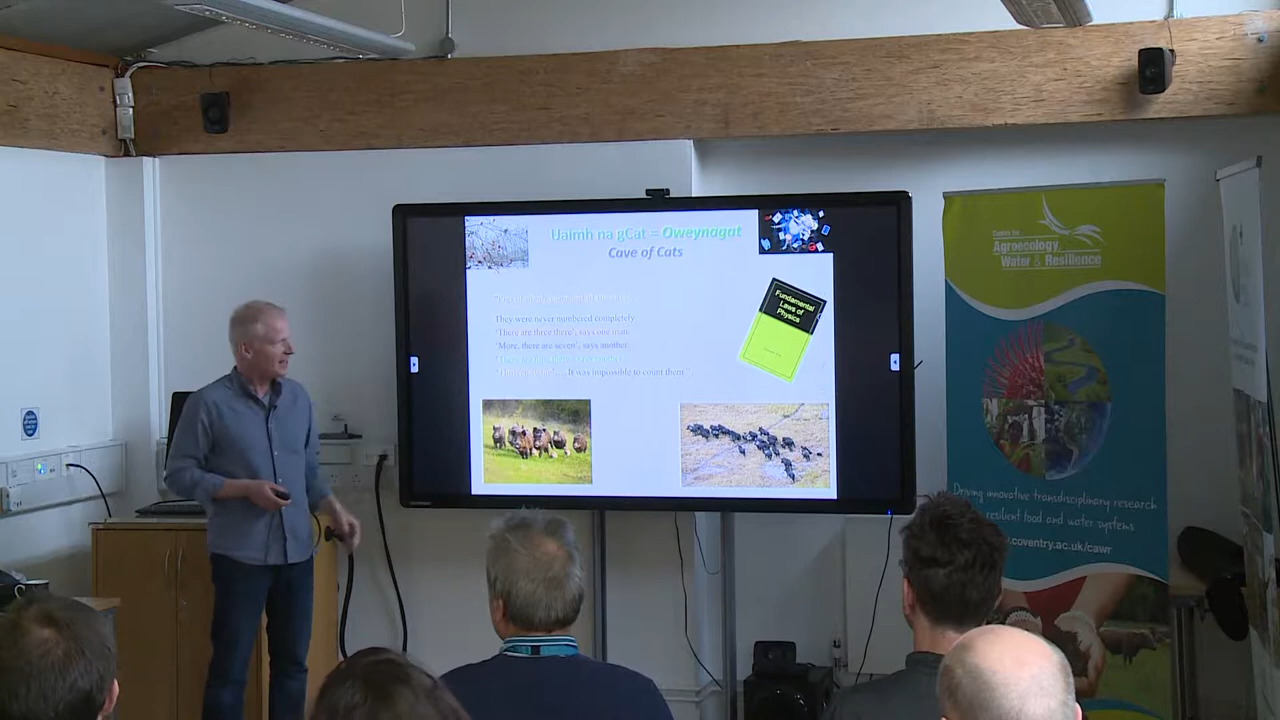 Uaimh na gCat = Oweynagat
Cave of Cats
They were never numbered completely
'There are three there', says one man.
'More, there are seven', says another
It was impossible to count them"
Fundamental
Laws of
Physics
Centre for
Agroecology,
Water & Resilience
Driving innovative transdisciplinary research
resilient food and water systems
.coventry.ac.uk/cawr